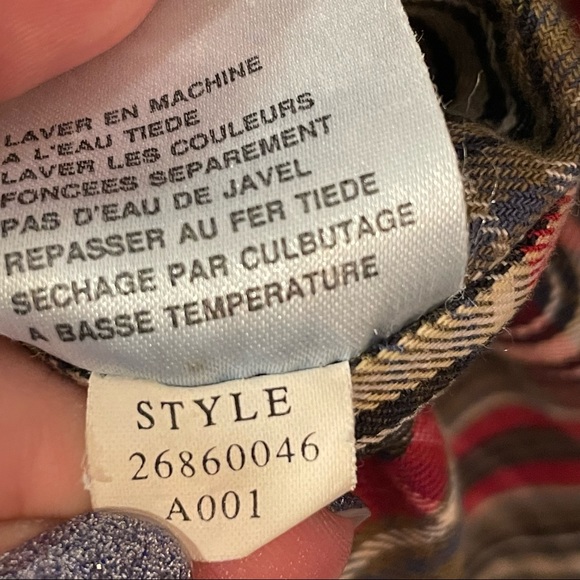 LAVER EN MACHINE
A L'EAU TIEDE
LAVER LES COULEURS
FONCEES SEPAREMENT
PAS D'EAU DE JAVEL
REPASSER AU FER TIEDE
SECHAGE PAR CULBUTAGE
A BASSE TEMPERATURE
STYLE
26860046
A001